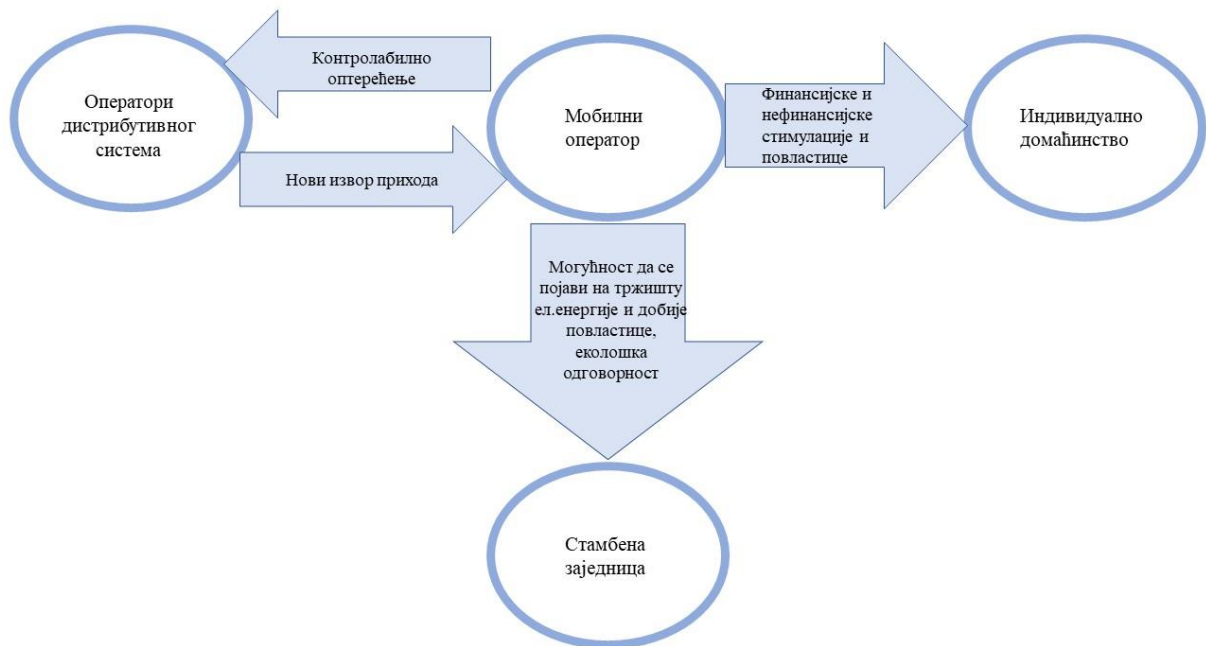 Контролабилно
оптерећење
Оператори
дистрибутивног
система
Мобилни
оператор
Финансијске и
нефинансијске
стимулације и
повластице
Индивидуално
домаћинство
Нови извор прихода
Могућност да се
појави на тржишту
ел.енергије и добије
повластице,
еколошка
одговорност
Стамбена
заједница